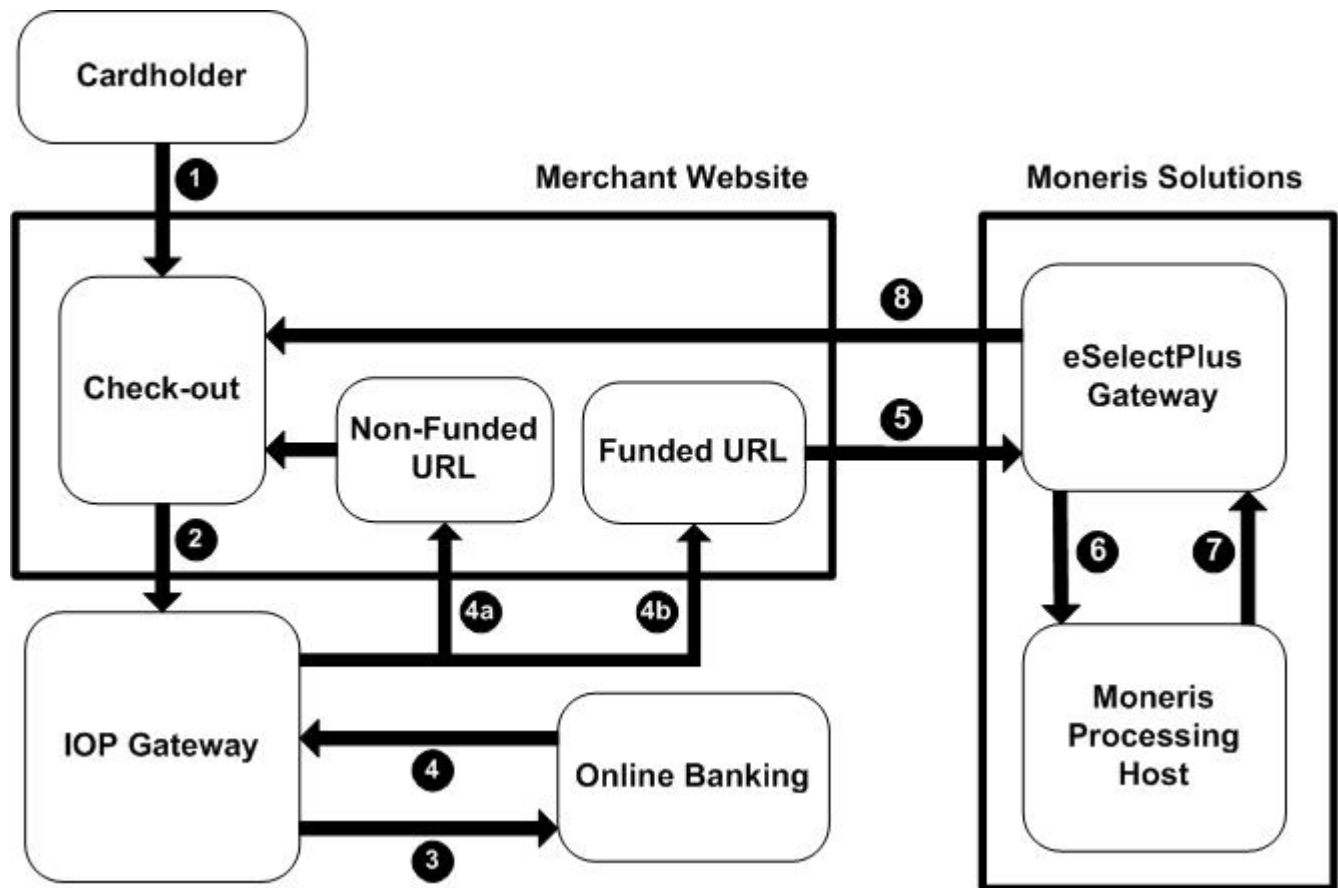 Cardholder
1
Merchant Website
Moneris Solutions
8
eSelectPlus
Gateway
Check-out
Non-Funded
URL
Funded URL
5
2
6
7
4a
4b
IOP Gateway
4
Online Banking
3
Moneris
Processing
Host